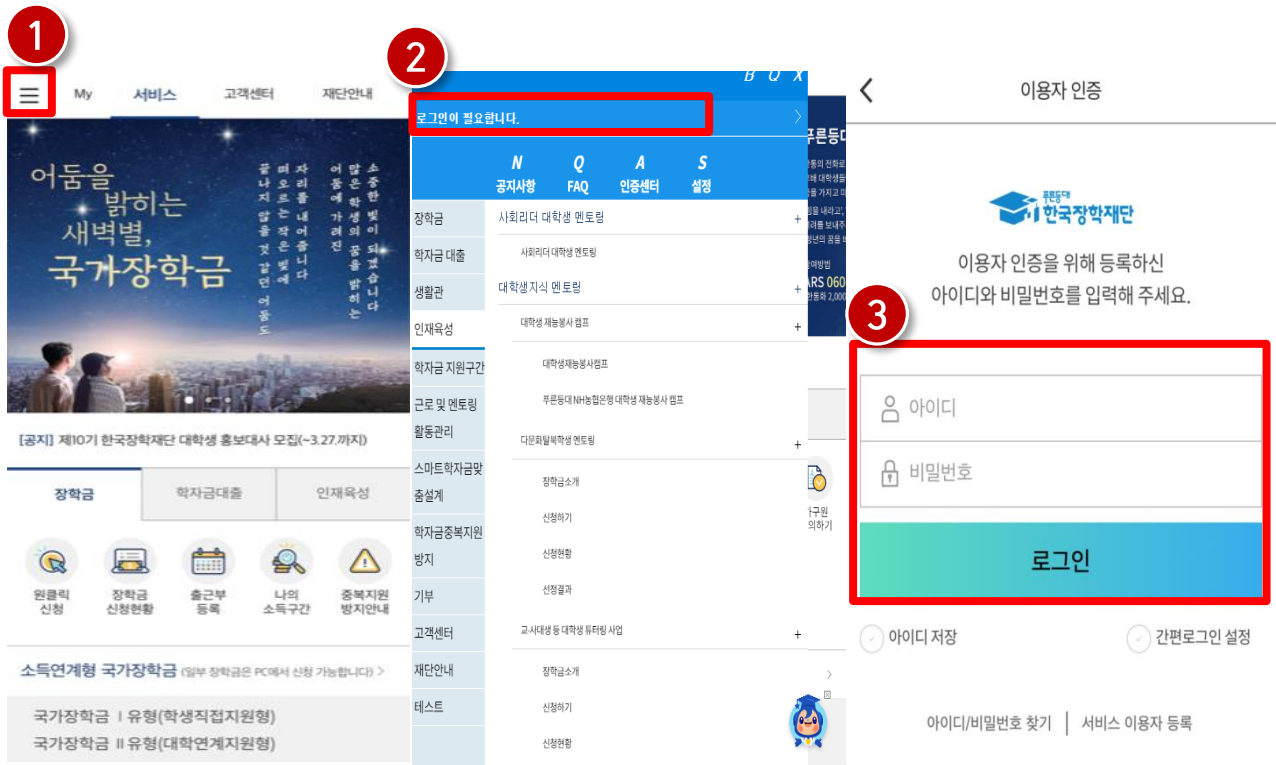 1
My 서비스 고객센터 재단안내
어둠을
밝히는
새벽별,
국가장학금
소중한 빛이
많은 학생의 꿈을 밝히는
어둠에 가려진
자리를 내어줍니다
떠오르는 작은 빛에
끝나지 않을 것 같던 어둠도
[공지] 제10기 한국장학재단 대학생 홍보대사 모집(~3.27.까지)
장학금 학자금대출 인재육성
원클릭
신청
장학금
신청현황
출근부
등록
나의
소득구간
중복지원
방지안내
소득연계형 국가장학금 (일부 장학금은 PC에서 신청 가능합니다) >
국가장학금 Ⅰ유형(학생직접지원형)
국가장학금 Ⅱ유형(대학연계지원형)
2
B Q X
로그인이 필요합니다.
N Q A S
공지사항 FAQ 인증센터 설정
장학금
학자금 대출
생활관
인재육성
학자금 지원구간
근로 및 멘토링
활동관리
스마트학자금맞
춤설계
학자금중복지원
방지
기부
고객센터
재단안내
테스트
사회리더 대학생 멘토링 +
사회리더 대학생 멘토링
대학생지식 멘토링 +
대학생 재능봉사 캠프 +
대학생재능봉사캠프
푸른등대 NH농협은행 대학생 재능봉사 캠프
다문화탈북학생 멘토링 +
장학금소개
신청하기
신청현황
선정결과
교·사대생 등 대학생 튜터링 사업 +
장학금소개
신청하기
신청현황
푸른등
ARS 060
2,000
구원
의하기
3
이용자 인증
푸른등대
한국장학재단
이용자 인증을 위해 등록하신
아이디와 비밀번호를 입력해 주세요.
아이디
비밀번호
로그인
아이디 저장 간편로그인 설정
아이디/비밀번호 찾기 | 서비스 이용자 등록